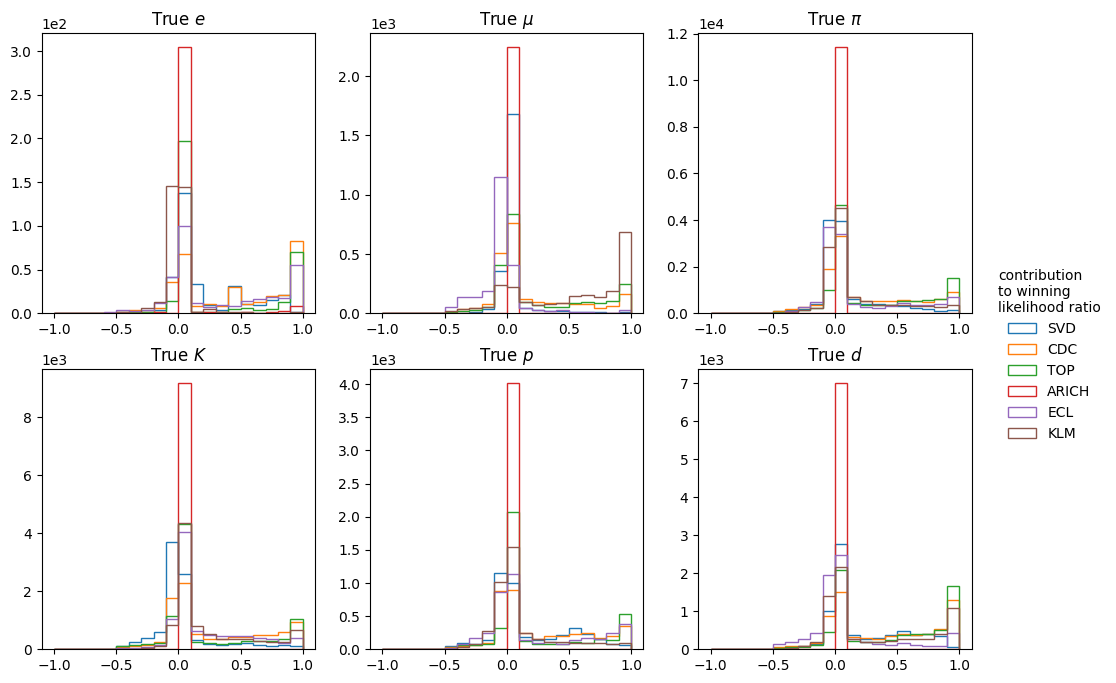 True e
1e2
3.0
2.5
2.0
1.5
1.0
0.5
0.0
−1.0 −0.5 0.0 0.5 1.0
True μ
1e3
2.0
1.5
1.0
0.5
0.0
−1.0 −0.5 0.0 0.5 1.0
True π
1e4
1.2
1.0
0.8
0.6
0.4
0.2
0.0
−1.0 −0.5 0.0 0.5 1.0
contribution
to winning
likelihood ratio
SVD
CDC
TOP
ARICH
ECL
KLM
True K
1e3
8
6
4
2
0
−1.0 −0.5 0.0 0.5 1.0
True p
1e3
4.0
3.5
3.0
2.5
2.0
1.5
1.0
0.5
0.0
−1.0 −0.5 0.0 0.5 1.0
True d
1e3
7
6
5
4
3
2
1
0
−1.0 −0.5 0.0 0.5 1.0